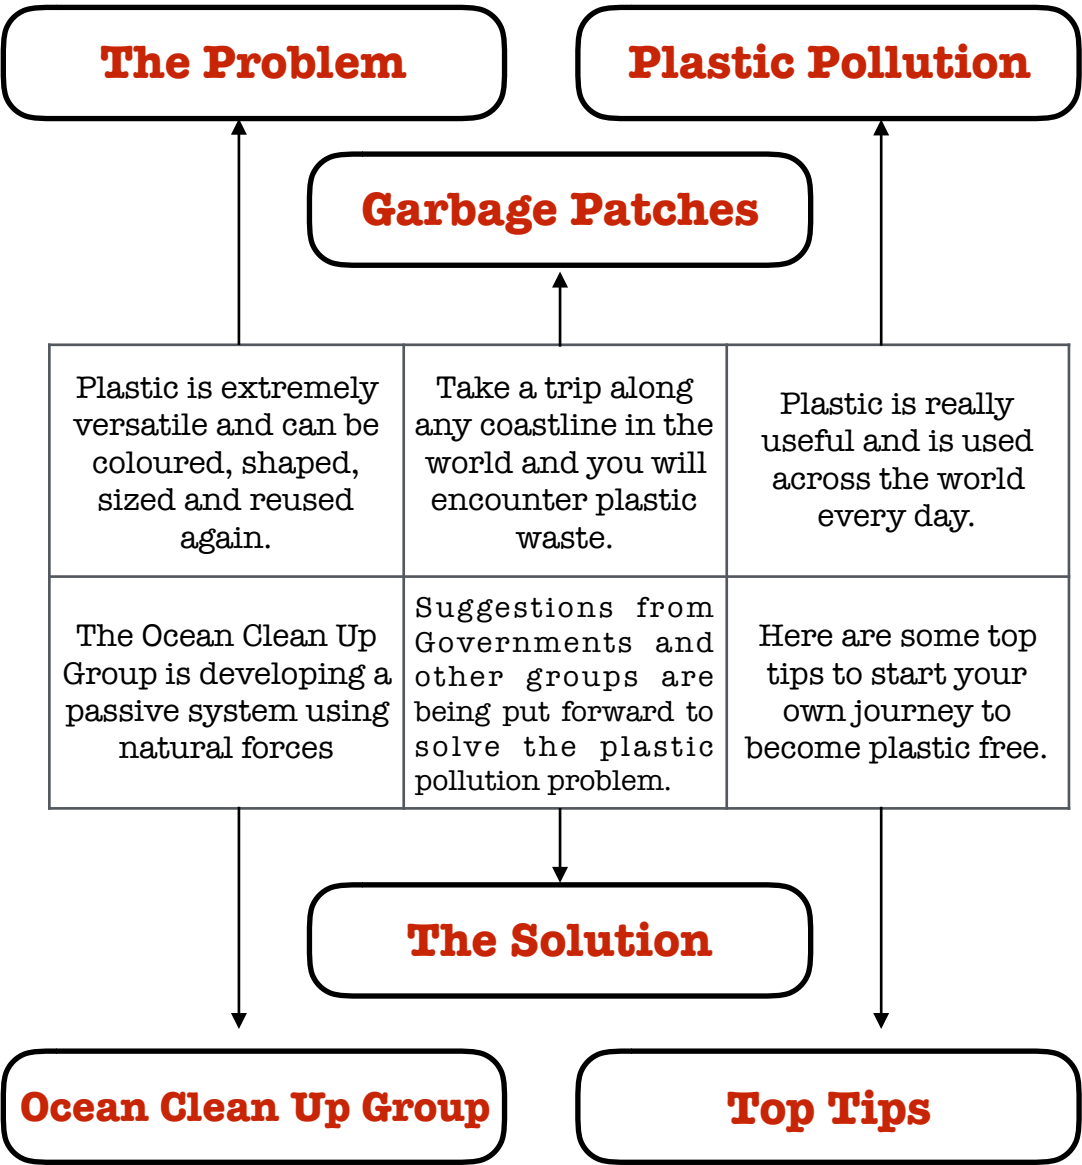 The Problem
Plastic Pollution
Garbage Patches
Plastic is extremely
versatile and can be
coloured, shaped,
sized and reused
again.
Take a trip along
any coastline in the
world and you will
encounter plastic
waste.
Plastic is really
useful and is used
across the world
every day.
The Ocean Clean Up
Group is developing a
passive system using
natural forces
Suggestions from
Governments and
other groups are
being put forward to
solve the plastic
pollution problem.
Here are some top
tips to start your
own journey to
become plastic free.
The Solution
Ocean Clean Up Group
Top Tips